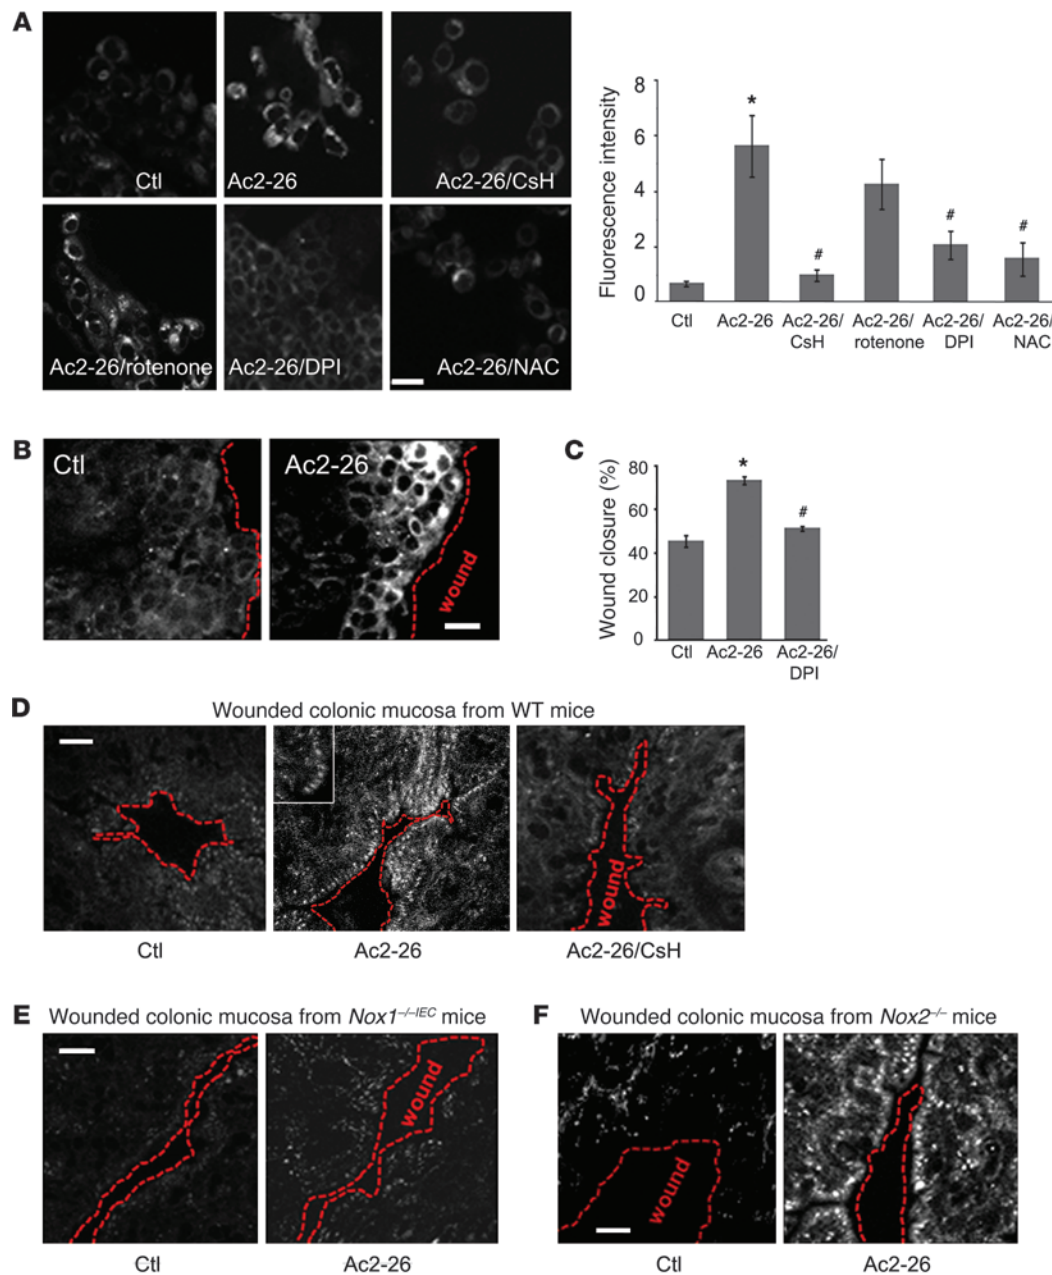 A
Ctl
Ac2-26
Ac2-26/CsH
Ac2-26/rotenone
Ac2-26/DPI
Ac2-26/NAC
Fluorescence intensity
8
6
4
2
0
*
#
#
#
Ctl
Ac2-26
Ac2-26/
CsH
Ac2-26/
rotenone
Ac2-26/
DPI
Ac2-26/
NAC
B
Ctl
Ac2-26
wound
C
Wound closure (%)
80
60
40
20
0
*
#
Ctl
Ac2-26
Ac2-26/
DPI
D
Wounded colonic mucosa from WT mice
wound
Ctl
Ac2-26
Ac2-26/CsH
E
Wounded colonic mucosa from Nox1–/–IEC mice
wound
Ctl
Ac2-26
F
Wounded colonic mucosa from Nox2–/– mice
wound
Ctl
Ac2-26